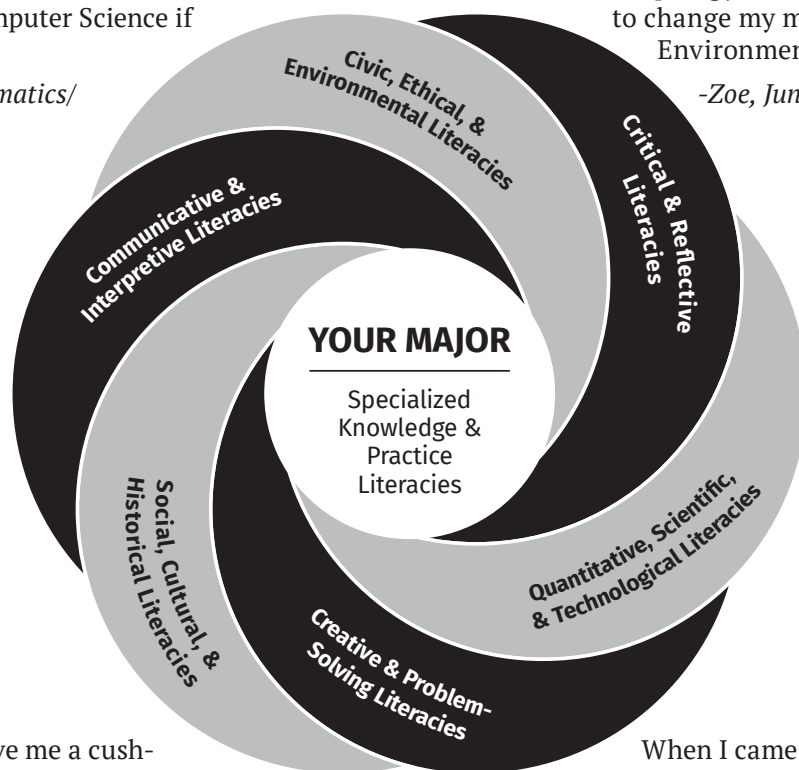 Computer Science if
to change my m
Environmen
matics/
-Zoe, Jun
Civic, Ethical, &
Environmental Literacies
Critical & Reflective
Literacies
Communicative &
Interpretive Literacies
YOUR MAJOR
Specialized
Knowledge &
Practice
Literacies
Quantitative, Scientific,
& Technological Literacies
Social, Cultural, &
Historical Literacies
Creative & Problem-
Solving Literacies
ve me a cush-
When I came